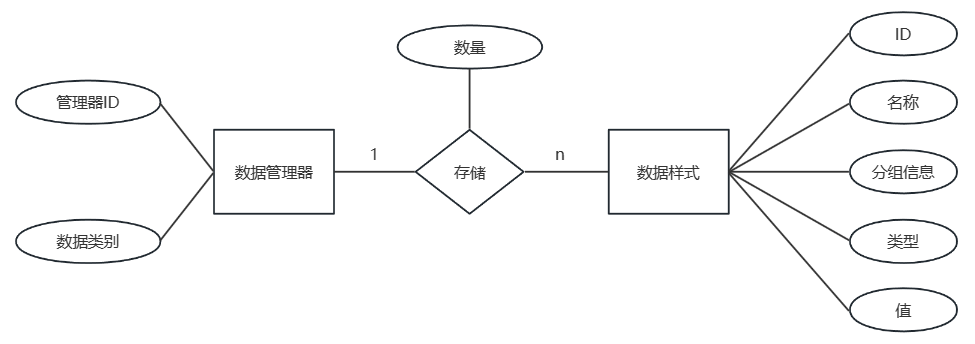 ID
数量
管理器ID
名称
1
n
数据管理器
存储
数据样式
分组信息
数据类别
类型
值